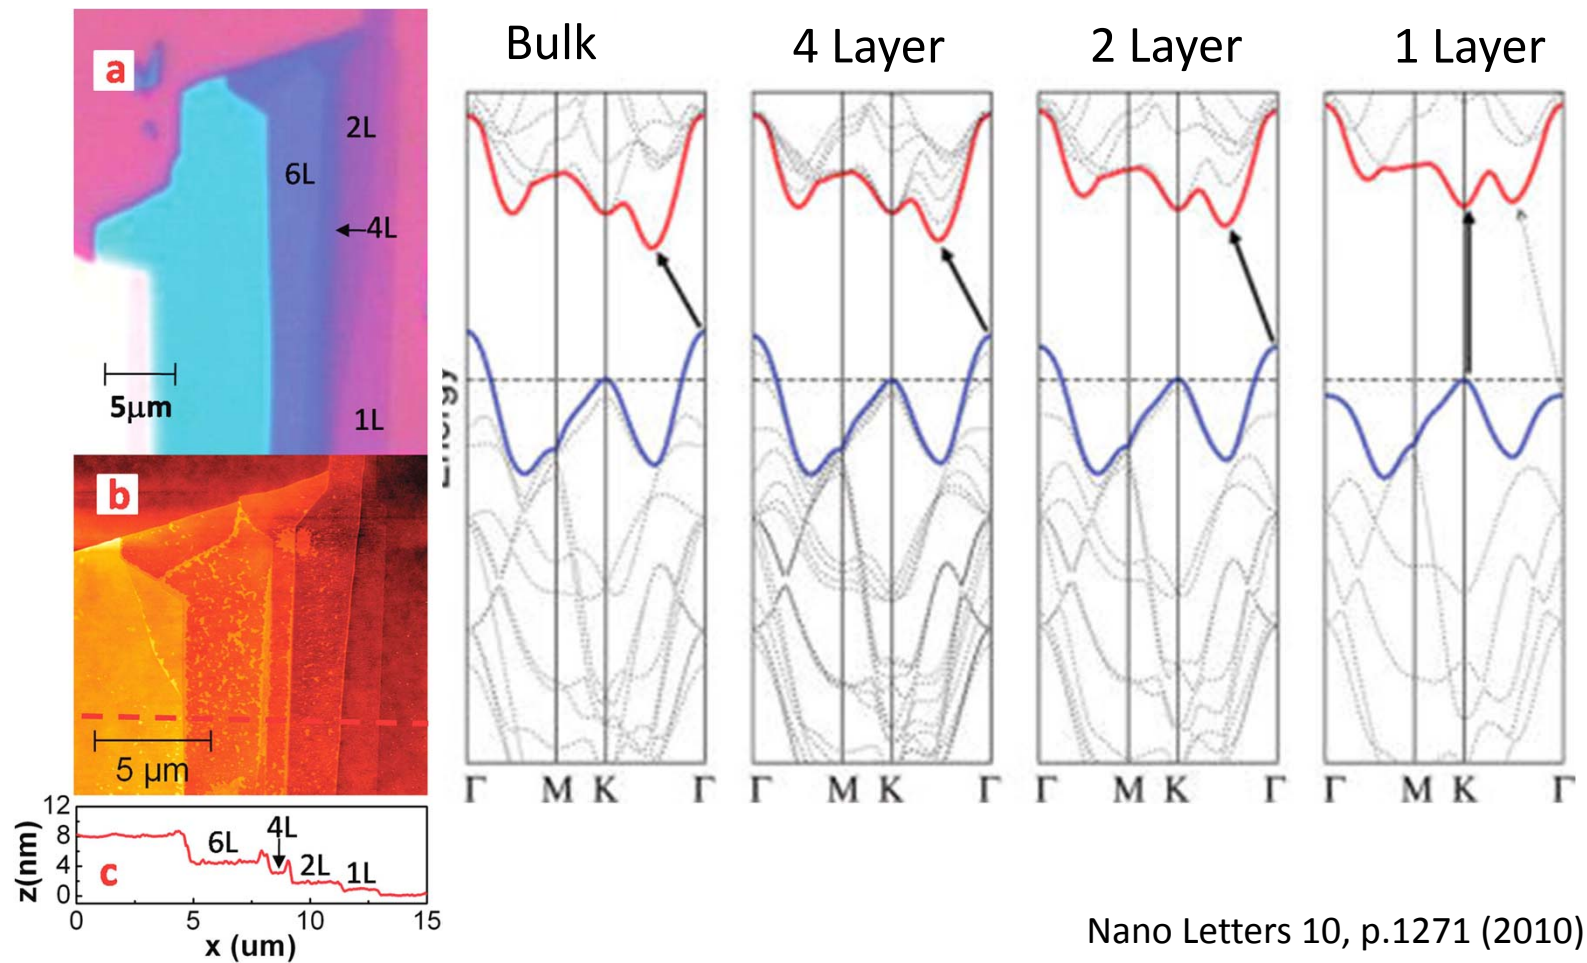 Bulk
4 Layer
2 Layer
1 Layer
a
2L
6L
4L
5μm
1L
b
5 μm
Γ M K Γ
Γ M K Γ
Γ M K Γ
Γ M K Γ
12
8
4
0
z(nm)
6L
4L
2L
1L
c
0 5 10 15
x (um)
Nano Letters 10, p.1271 (2010)